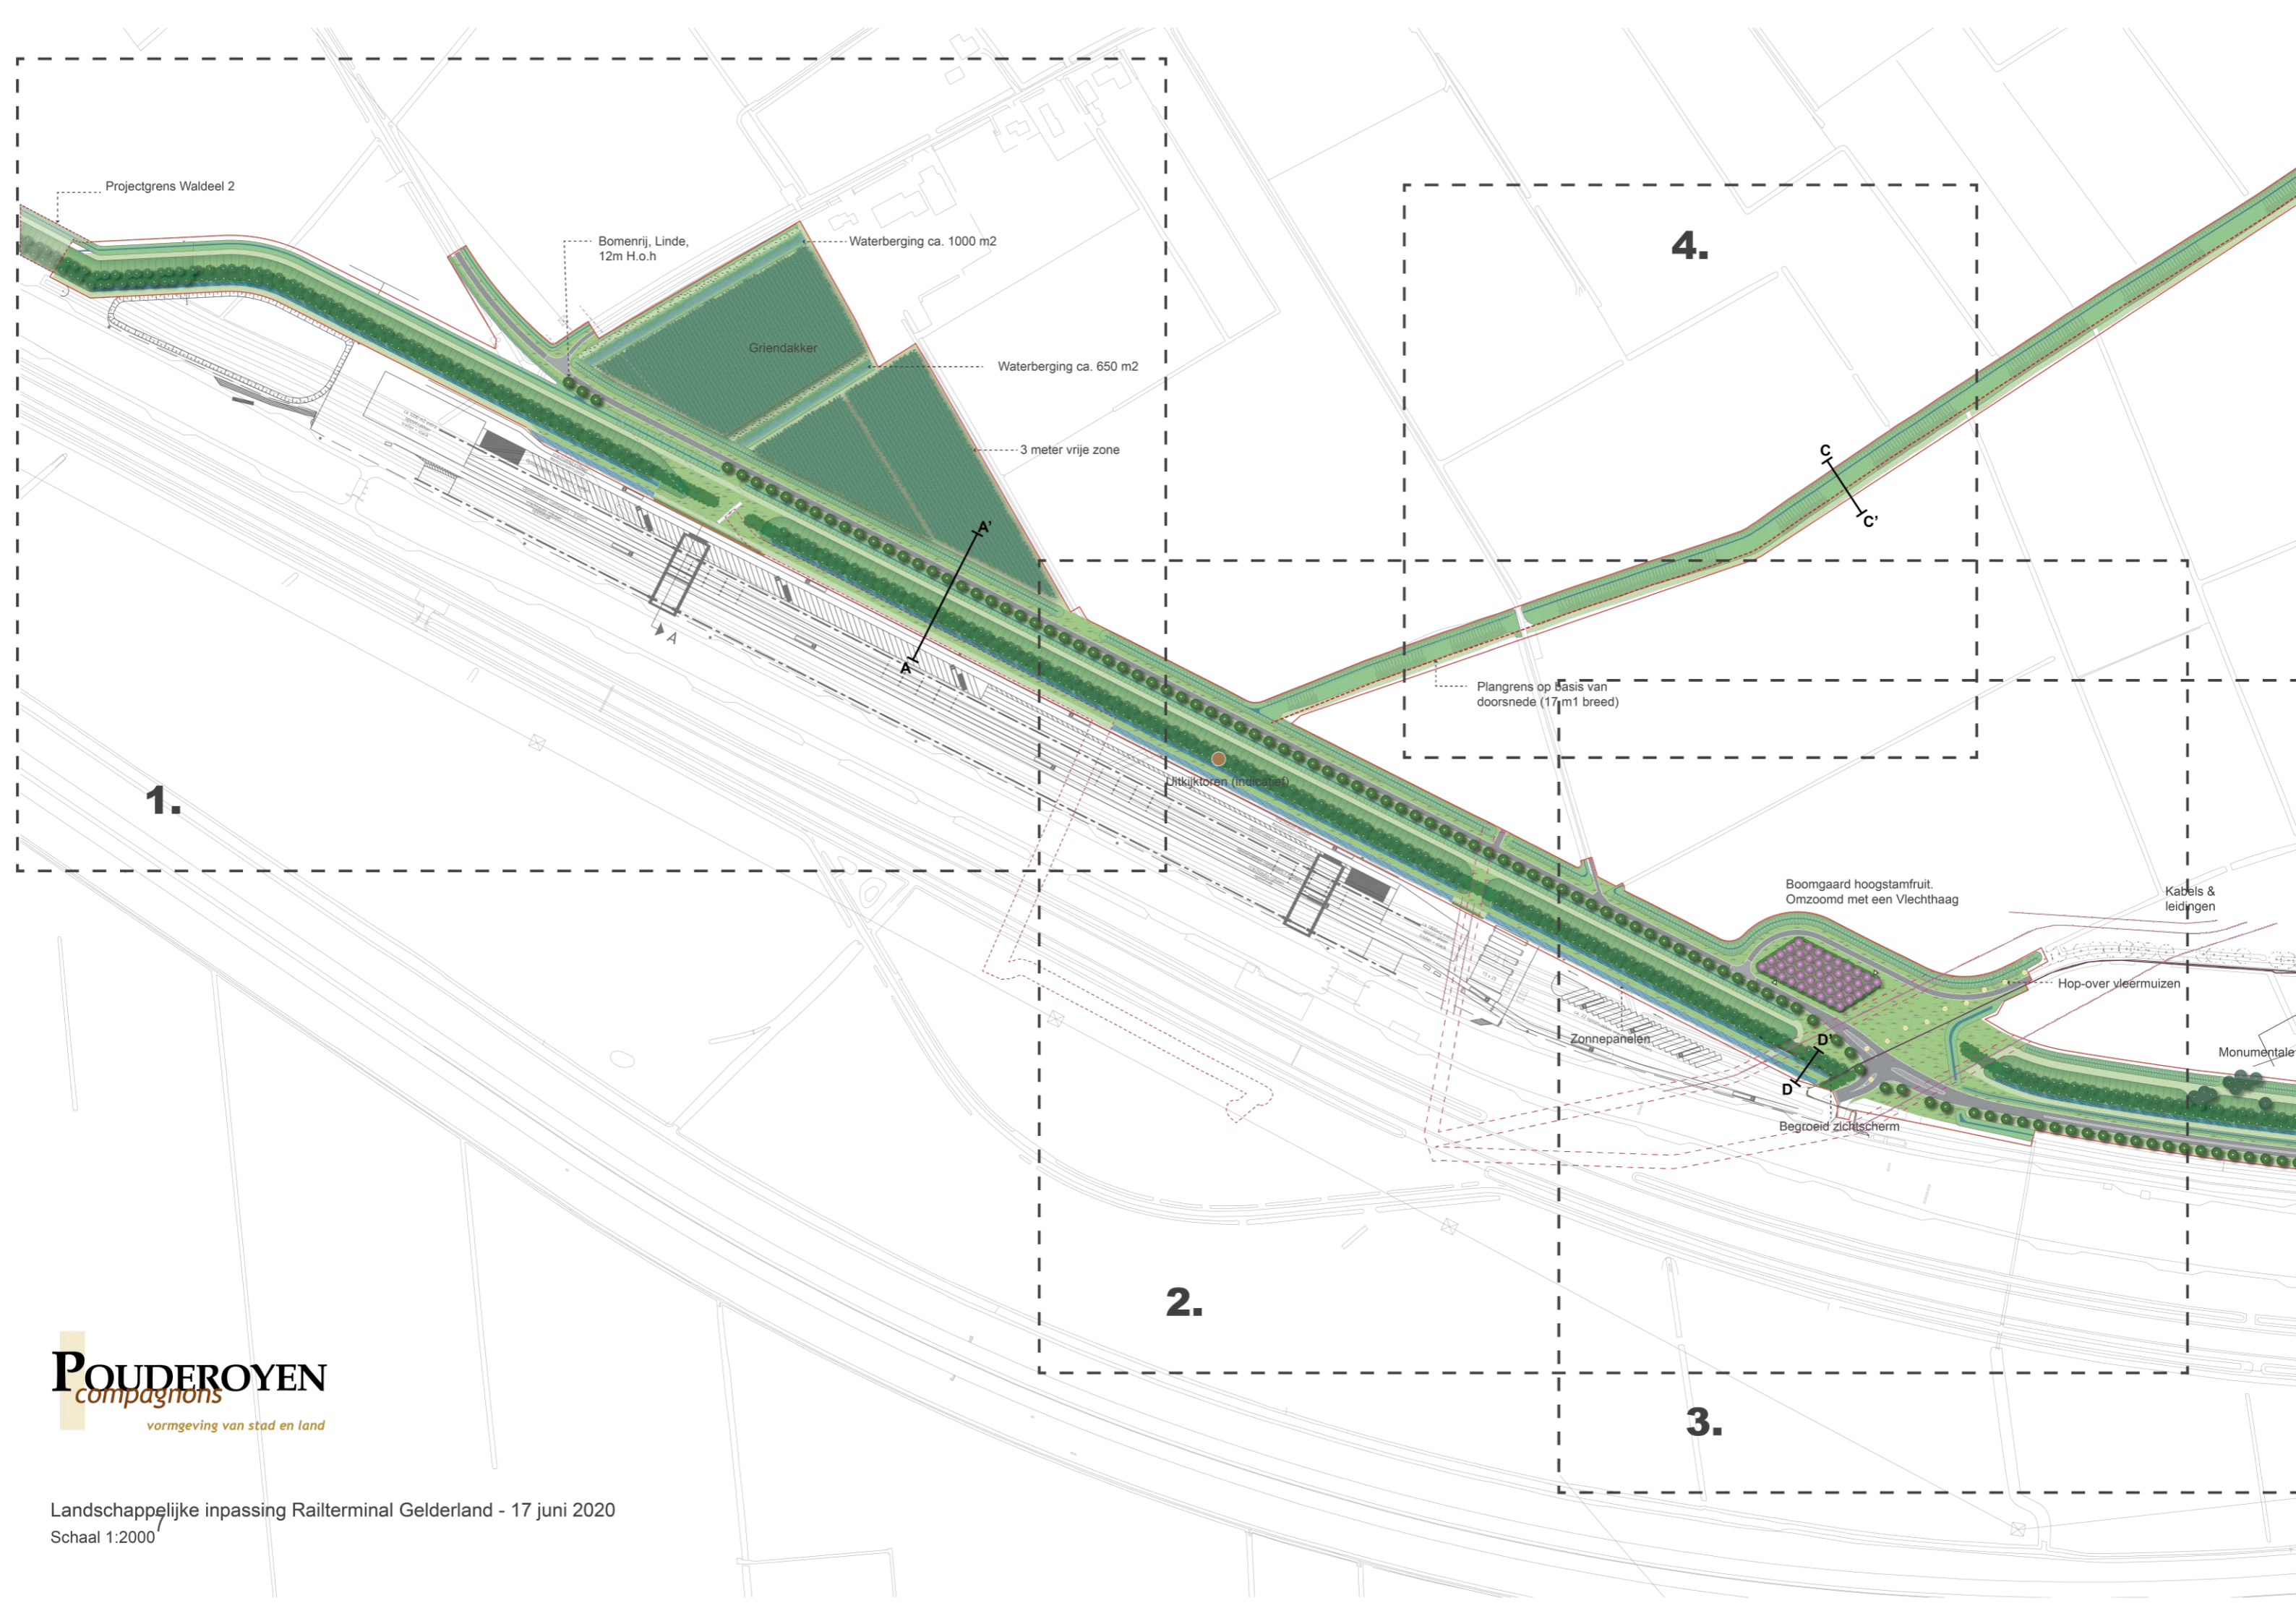 Projectgrens Waldeel 2
Bomenrij, Linde,
12m H.o.h
Waterberging ca. 1000 m2
4.
Griendakker
Waterberging ca. 650 m2
3 meter vrije zone
C
C'
A'
A
A
Plangrens op basis van
doorsnede (17 m1 breed)
Uitkijktoren (indicatief)
1.
Boomgaard hoogstamfruit.
Omzoomd met een Vlechthaag
Kabels &
leidingen
Hop-over vleermuizen
Zonnepanelen
D'
D
Monumentale
Begroeid zichtscherm
2.
3.
POUDEROYEN
compagnons
vormgeving van stad en land
Landschappelijke inpassing Railterminal Gelderland - 17 juni 2020
7
Schaal 1:2000